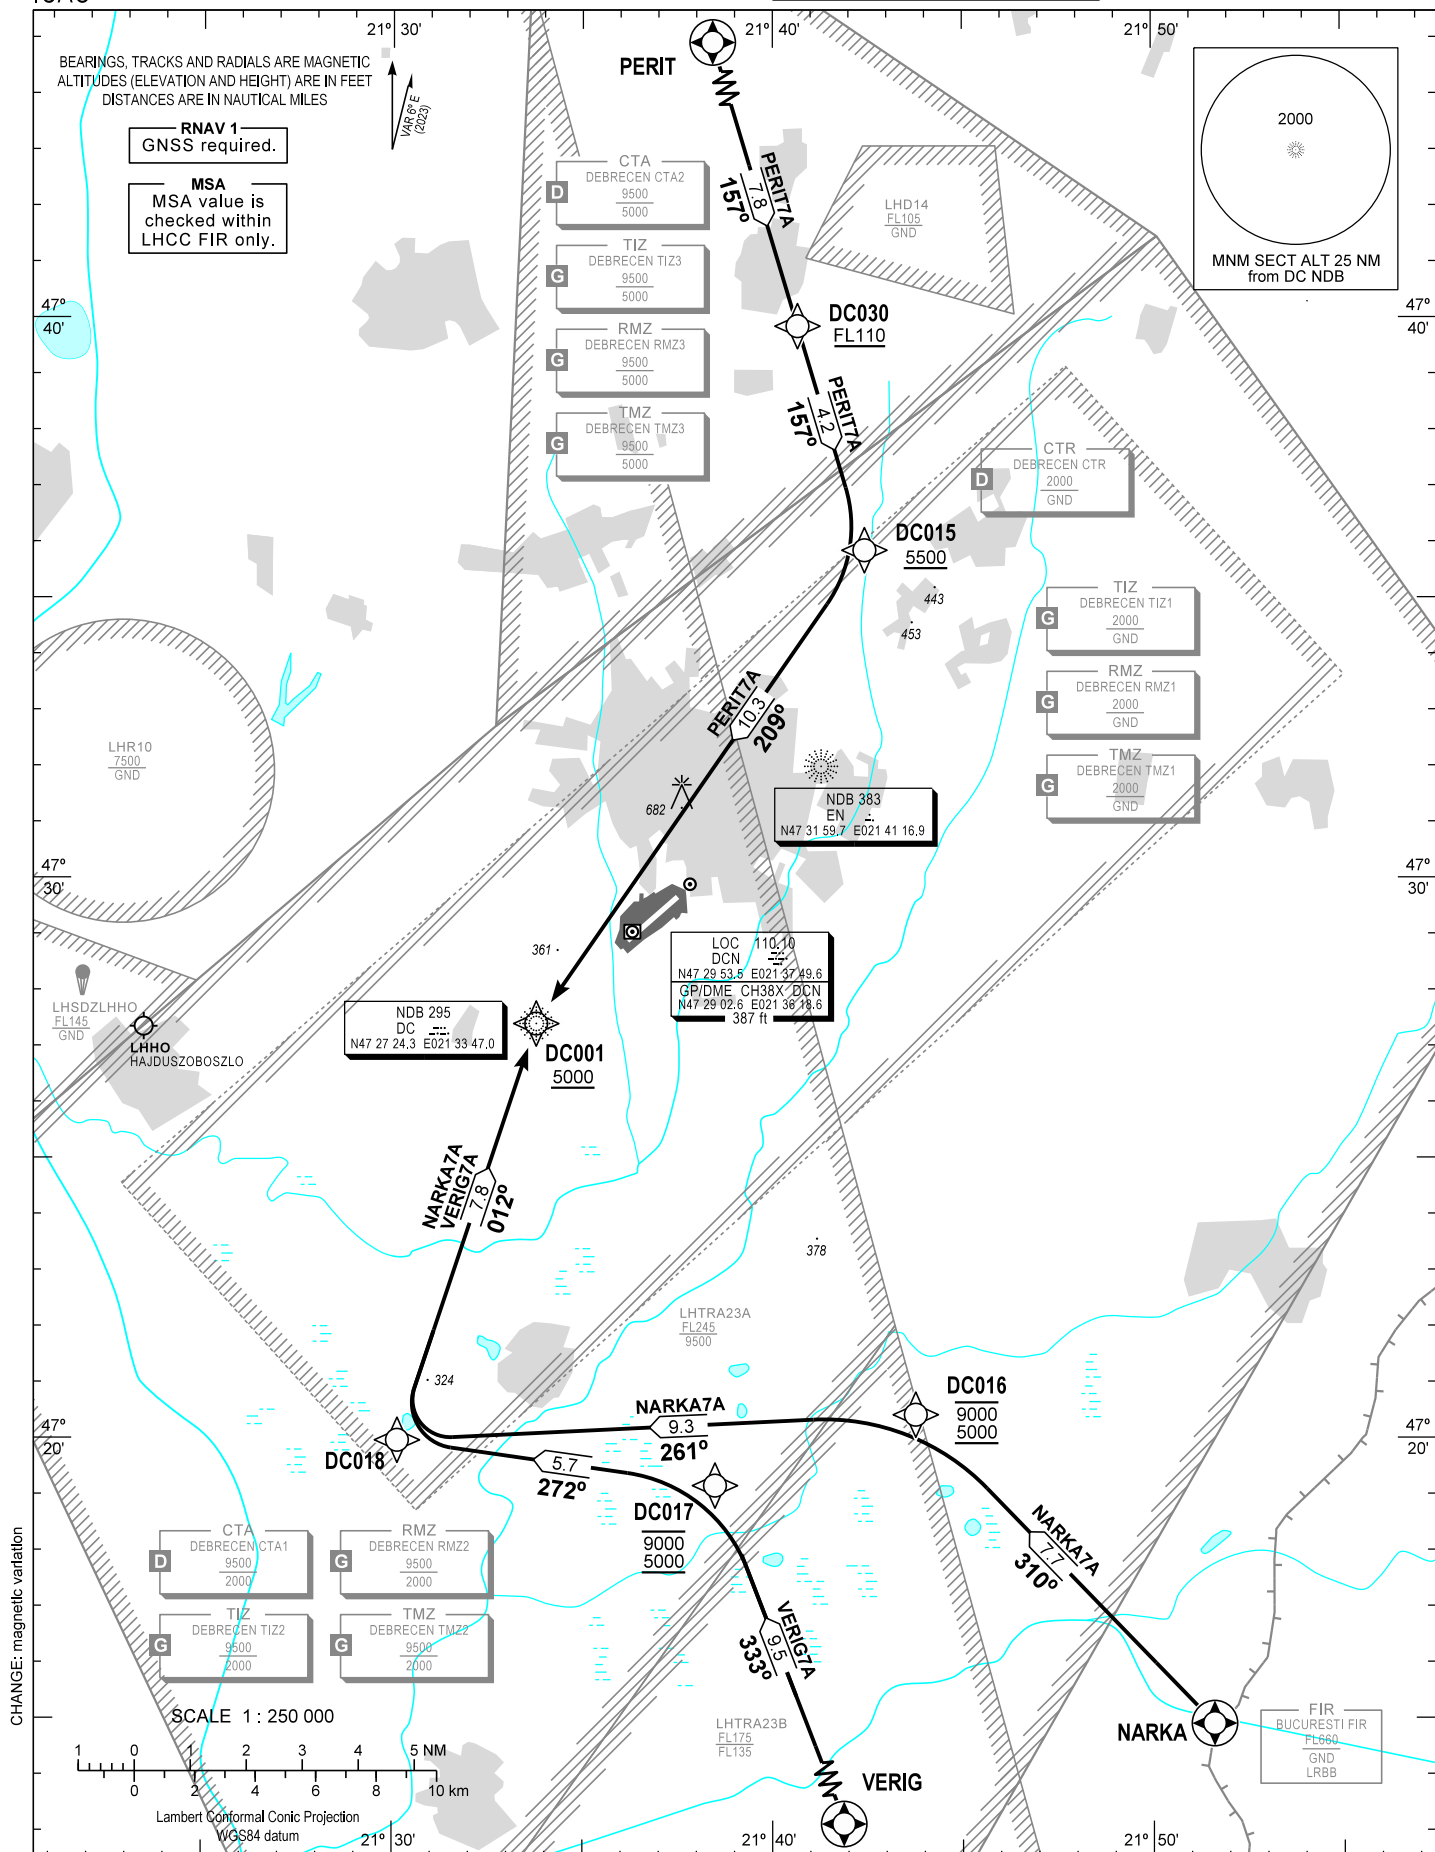 21° 30'
21° 40'
21° 50'
BEARINGS, TRACKS AND RADIALS ARE MAGNETIC
ALTITUDES (ELEVATION AND HEIGHT) ARE IN FEET
DISTANCES ARE IN NAUTICAL MILES
VAR 6° E
(2023)
RNAV 1
GNSS required.
MSA
MSA value is
checked within
LHCC FIR only.
PERIT
2000
MNM SECT ALT 25 NM
from DC NDB
CTA
DEBRECEN CTA2
D
9500
5000
TIZ
DEBRECEN TIZ3
G
9500
5000
RMZ
DEBRECEN RMZ3
G
9500
5000
TMZ
DEBRECEN TMZ3
G
9500
5000
PERIT7A
7.8
157°
LHD14
FL105
GND
47°
40'
47°
40'
DC030
FL110
PERIT7A
4.2
157°
CTR
DEBRECEN CTR
D
2000
GND
DC015
5500
443
453
TIZ
DEBRECEN TIZ1
G
2000
GND
RMZ
DEBRECEN RMZ1
G
2000
GND
TMZ
DEBRECEN TMZ1
G
2000
GND
PERIT7A
10.3
209°
LHR10
7500
GND
682
NDB 383
EN
N47 31 59.7 E021 41 16.9
47°
30'
47°
30'
361
LOC 110.10
DCN
N47 29 53.5 E021 37 49.6
GP/DME CH38X DCN
N47 29 02.6 E021 36 18.6
387 ft
LHSDZLHHO
FL145
GND
LHHO
HAJDUSZOBOSZLO
NDB 295
DC
N47 27 24.3 E021 33 47.0
DC001
5000
NARKA7A
VERIG7A
7.8
012°
378
LHTRA23A
FL245
9500
324
47°
20'
47°
20'
DC018
NARKA7A
9.3
261°
DC016
9000
5000
5.7
272°
DC017
9000
5000
NARKA7A
7.7
310°
VERIG7A
9.5
333°
CTA
DEBRECEN CTA1
D
9500
2000
RMZ
DEBRECEN RMZ2
G
9500
2000
TIZ
DEBRECEN TIZ2
G
9500
2000
TMZ
DEBRECEN TMZ2
G
9500
2000
CHANGE: magnetic variation
SCALE 1 : 250 000
1 0 1 2 3 4 5 NM
0 2 4 6 8 10 km
Lambert Conformal Conic Projection
WGS84 datum
LHTRA23B
FL175
FL135
VERIG
NARKA
FIR
BUCURESTI FIR
FL660
GND
LRBB
21° 30'
21° 40'
21° 50'